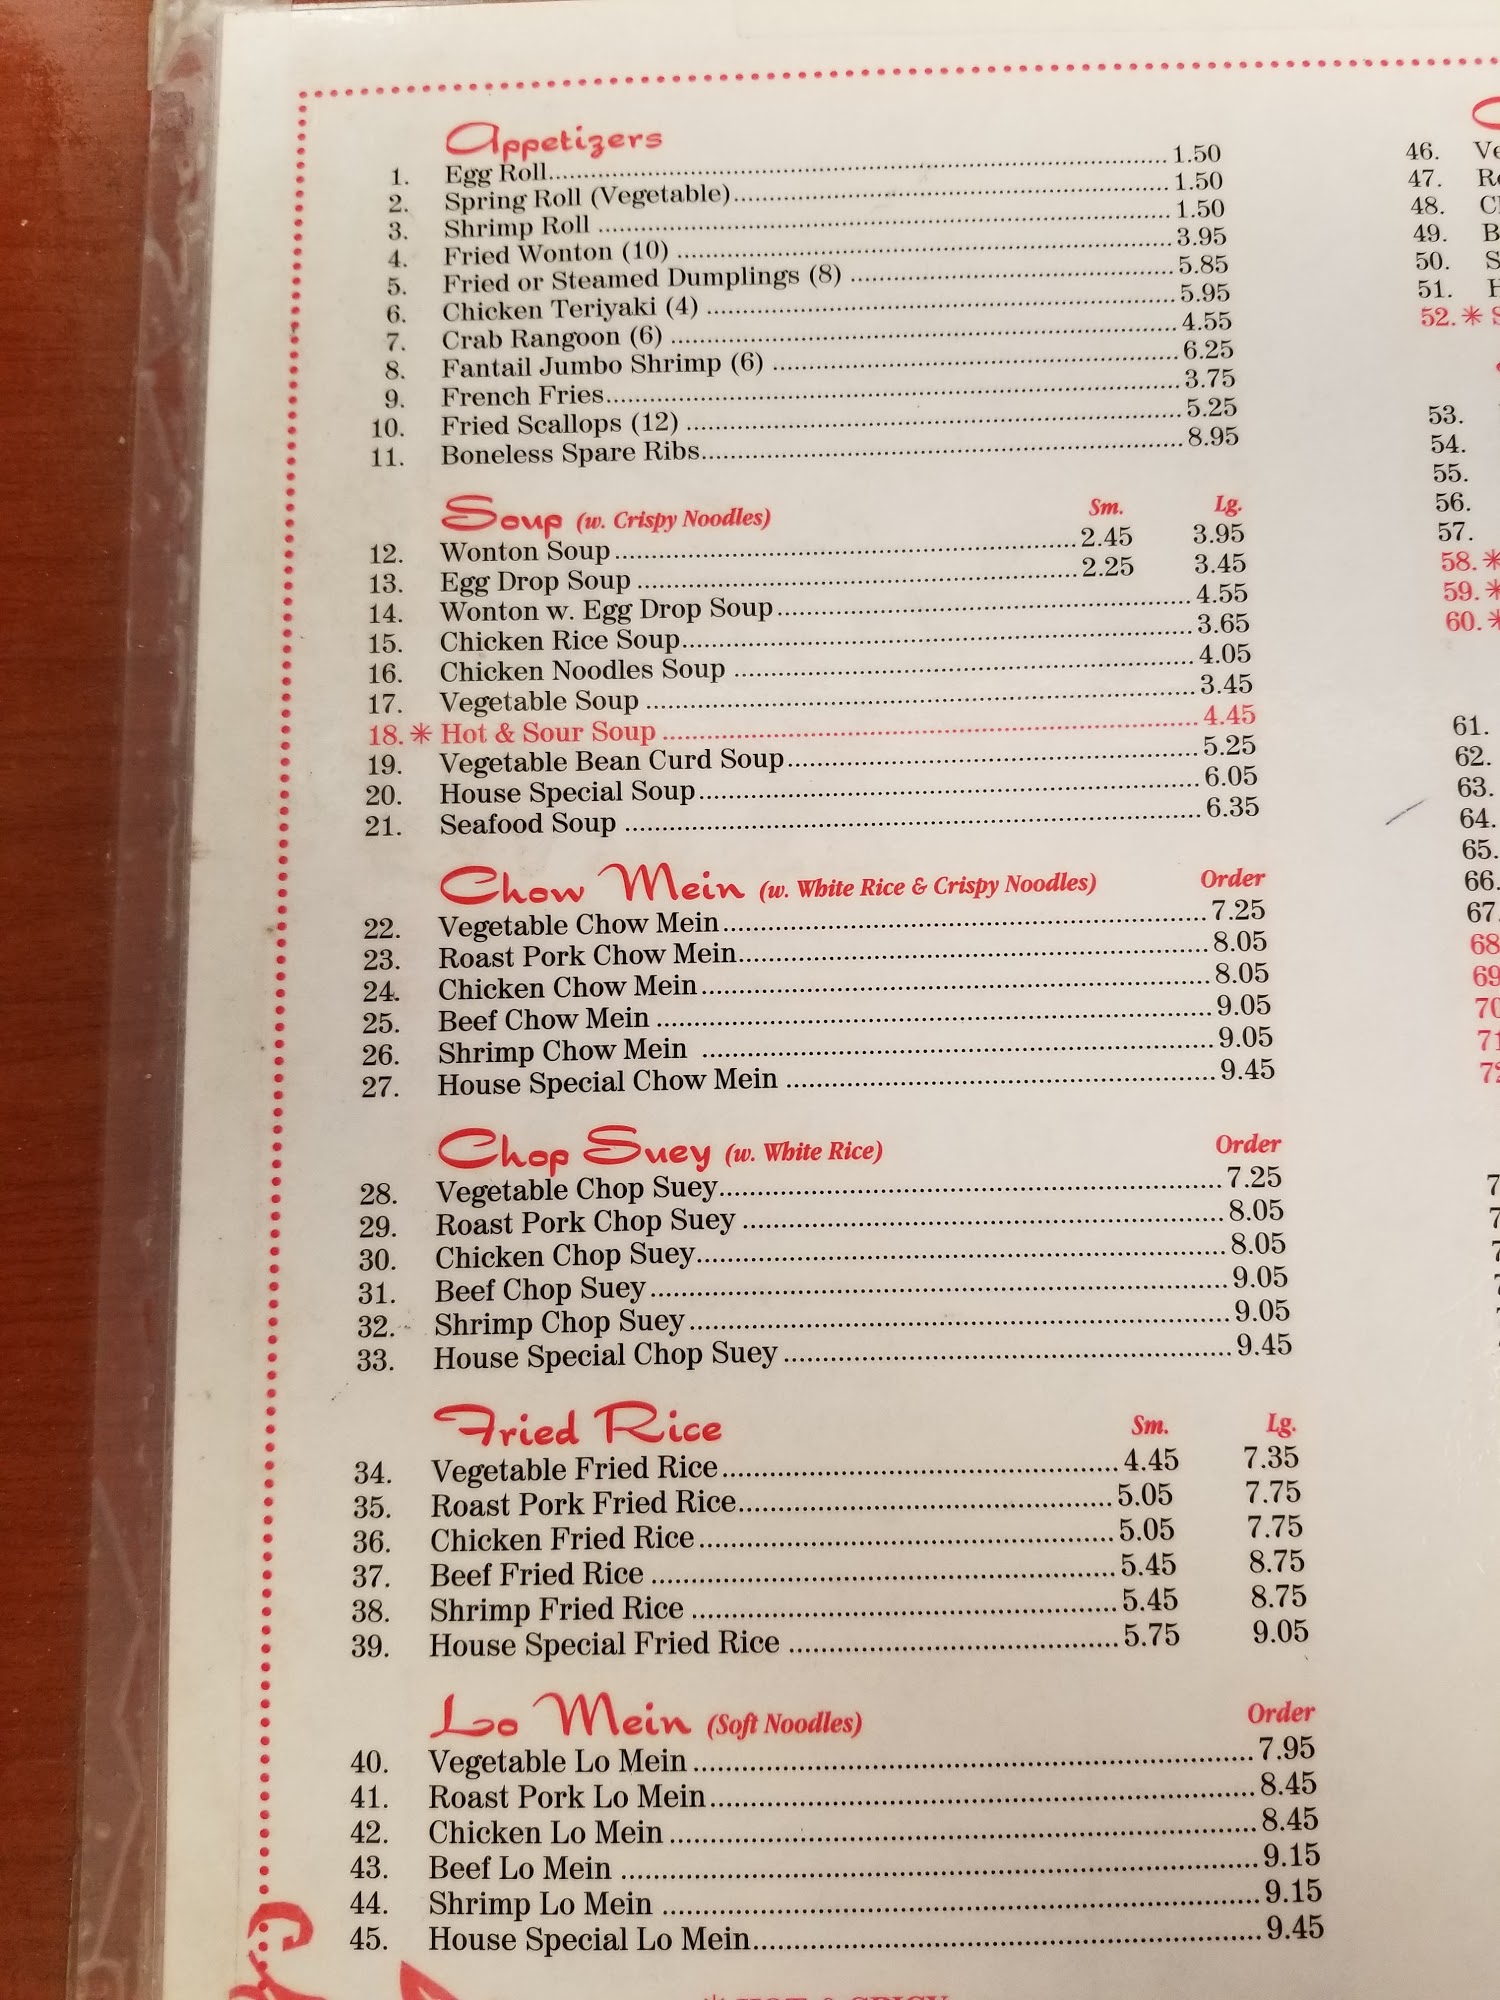 Appetizers
1. Egg Roll 1.50
2. Spring Roll (Vegetable) 1.50
3. Shrimp Roll 1.50
4. Fried Wonton (10) 3.95
5. Fried or Steamed Dumplings (8) 5.85
6. Chicken Teriyaki (4) 5.95
7. Crab Rangoon (6) 4.55
8. Fantail Jumbo Shrimp (6) 6.25
9. French Fries 3.75
10. Fried Scallops (12) 5.25
11. Boneless Spare Ribs 8.95
Soup (w. Crispy Noodles) Sm. Lg.
12. Wonton Soup 2.45 3.95
13. Egg Drop Soup 2.25 3.45
14. Wonton w. Egg Drop Soup 4.55
15. Chicken Rice Soup 3.65
16. Chicken Noodles Soup 4.05
17. Vegetable Soup 3.45
18.* Hot & Sour Soup 4.45
19. Vegetable Bean Curd Soup 5.25
20. House Special Soup 6.05
21. Seafood Soup 6.35
Chow Mein (w. White Rice & Crispy Noodles) Order
22. Vegetable Chow Mein 7.25
23. Roast Pork Chow Mein 8.05
24. Chicken Chow Mein 8.05
25. Beef Chow Mein 9.05
26. Shrimp Chow Mein 9.05
27. House Special Chow Mein 9.45
Chop Suey (w. White Rice) Order
28. Vegetable Chop Suey 7.25
29. Roast Pork Chop Suey 8.05
30. Chicken Chop Suey 8.05
31. Beef Chop Suey 9.05
32. Shrimp Chop Suey 9.05
33. House Special Chop Suey 9.45
Fried Rice Sm. Lg.
34. Vegetable Fried Rice 4.45 7.35
35. Roast Pork Fried Rice 5.05 7.75
36. Chicken Fried Rice 5.05 7.75
37. Beef Fried Rice 5.45 8.75
38. Shrimp Fried Rice 5.45 8.75
39. House Special Fried Rice 5.75 9.05
Lo Mein (Soft Noodles) Order
40. Vegetable Lo Mein 7.95
41. Roast Pork Lo Mein 8.45
42. Chicken Lo Mein 8.45
43. Beef Lo Mein 9.15
44. Shrimp Lo Mein 9.15
45. House Special Lo Mein 9.45
46.
47.
48.
49.
50.
51.
52.*
53.
54.
55.
56.
57.
58.*
59.*
60.*
61.
62.
63.
64.
65.
66.
67.
68
69
70
71
72